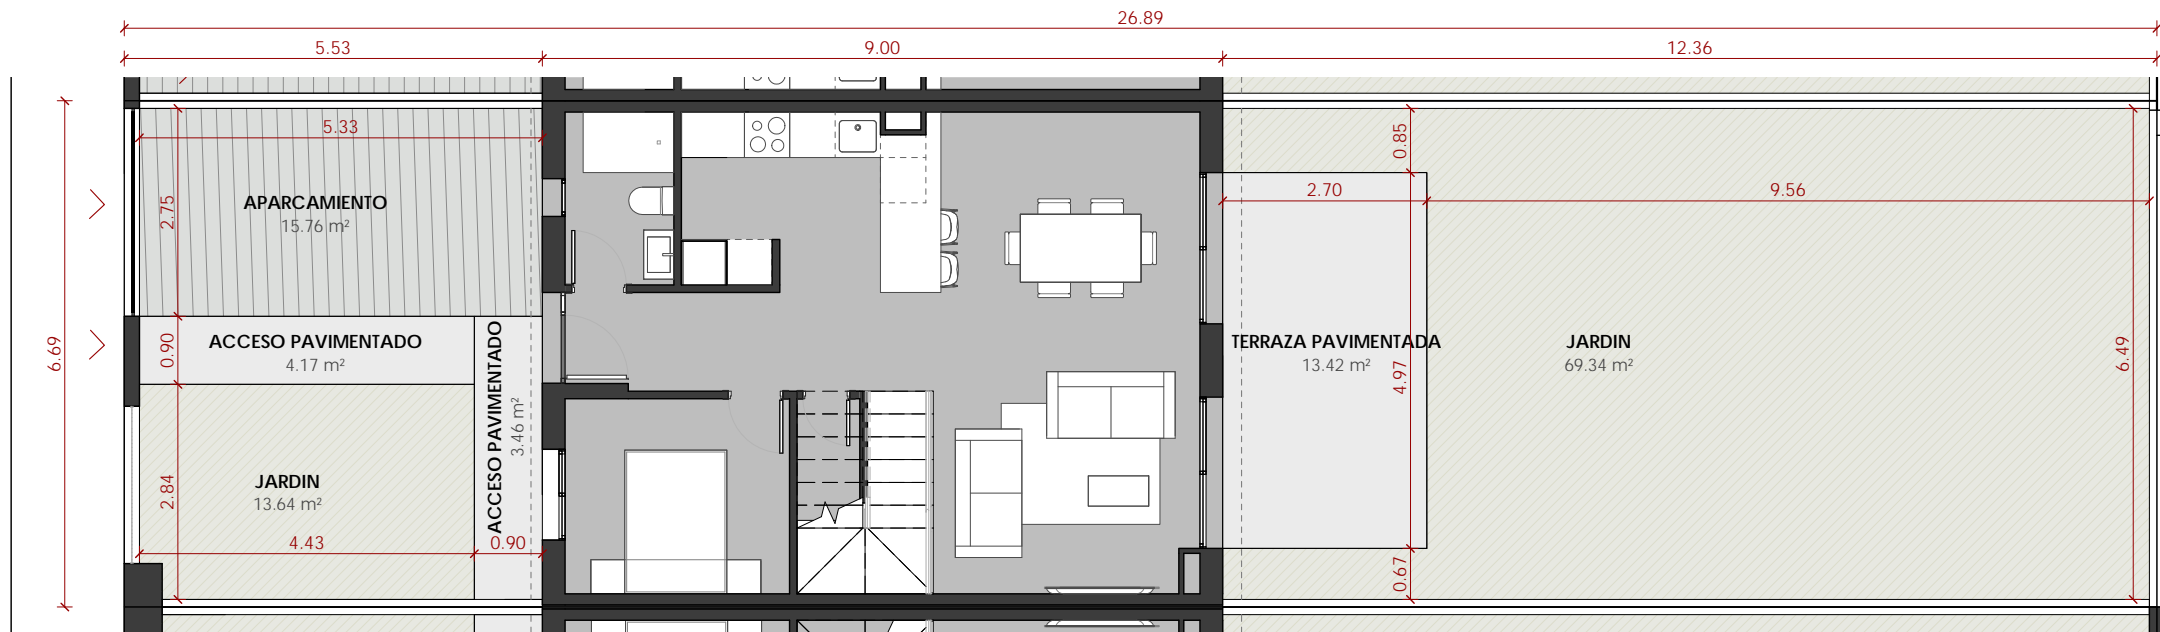 26.89
5.53
9.00
12.36
5.33
0.85
2.75
APARCAMIENTO
15.76 m²
2.70
9.56
6.69
0.90
ACCESO PAVIMENTADO
4.17 m²
ACCESO PAVIMENTADO
3.46 m²
TERRAZA PAVIMENTADA
13.42 m²
4.97
JARDIN
69.34 m²
6.49
2.84
JARDIN
13.64 m²
4.43
0.90
0.67